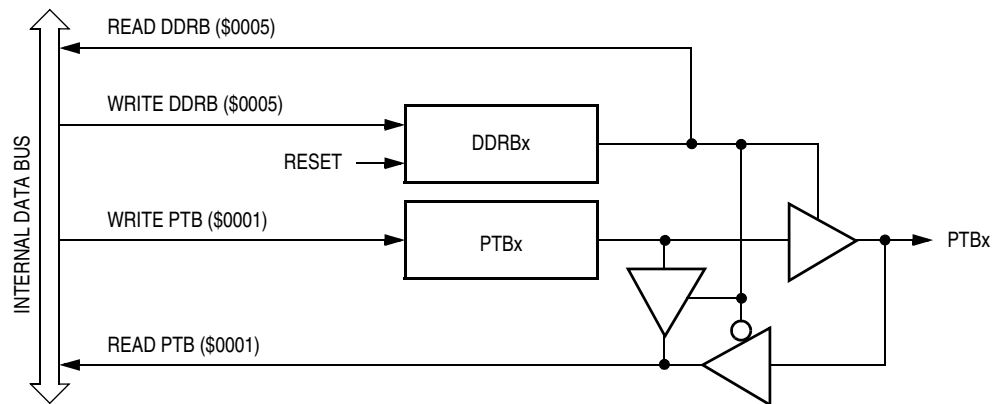 READ DDRB ($0005)
WRITE DDRB ($0005)
DDRBx
RESET
WRITE PTB ($0001)
PTBx
PTBx
READ PTB ($0001)
INTERNAL DATA BUS